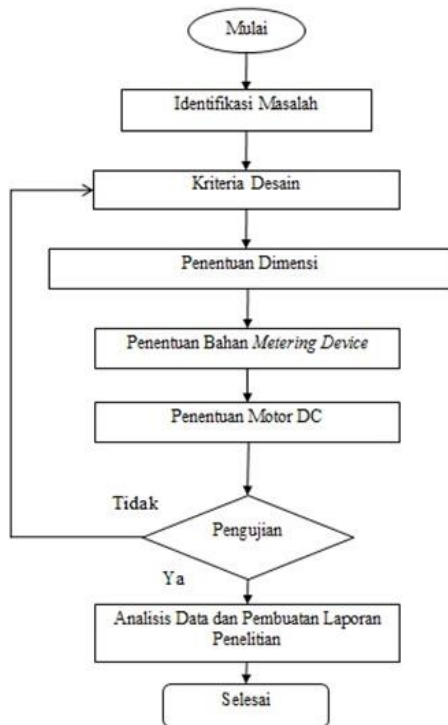 Mulai
Identifikasi Masalah
Kriteria Desain
Penentuan Dimensi
Penentuan Bahan Metering Device
Penentuan Motor DC
Tidak
Pengujian
Ya
Analisis Data dan Pembuatan Laporan
Penelitian
Selesai